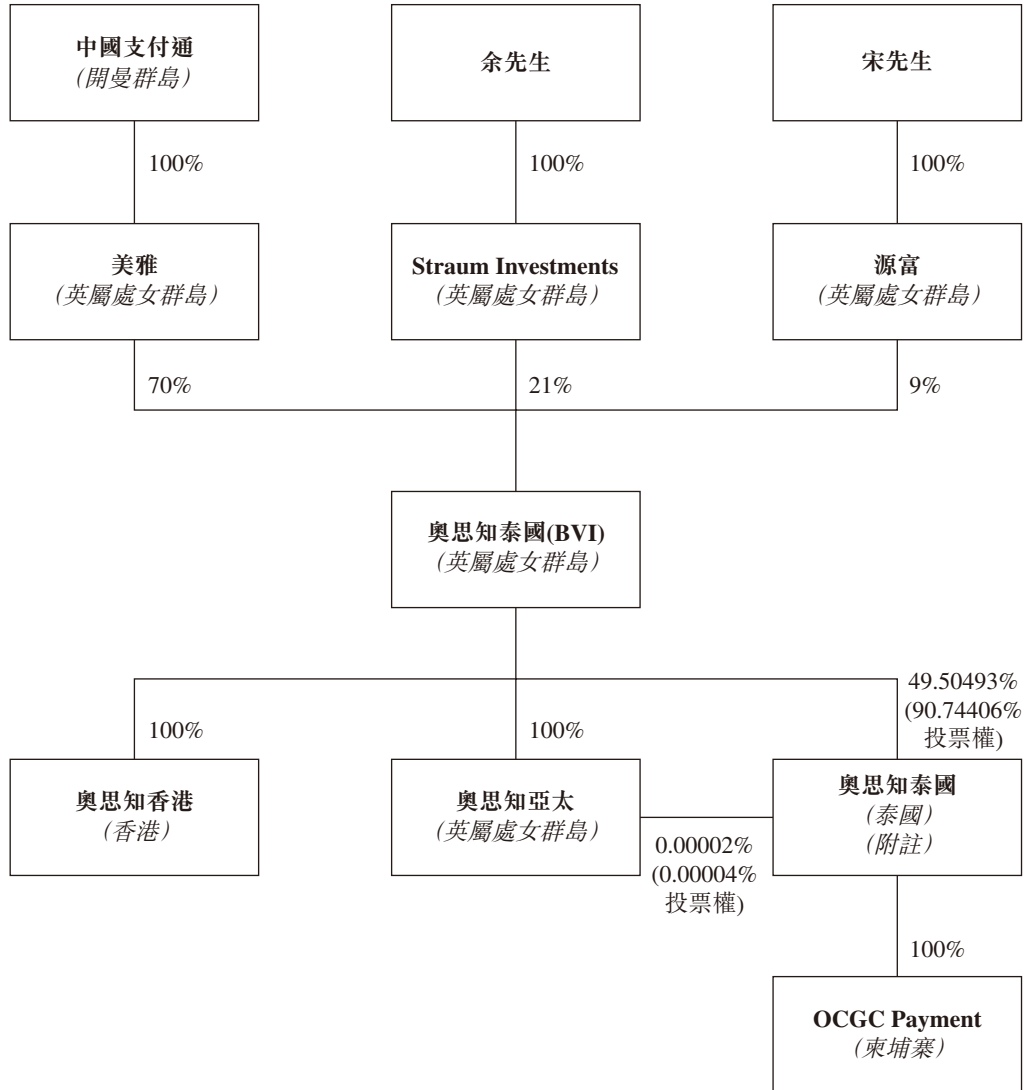 中國支付通
(開曼群島)
余先生
宋先生
100%
100%
100%
美雅
(英屬處女群島)
Straum Investments
(英屬處女群島)
源富
(英屬處女群島)
70%
21%
9%
奧思知泰國(BVI)
(英屬處女群島)
100%
100%
49.50493%
(90.74406%
投票權)
奧思知香港
(香港)
奧思知亞太
(英屬處女群島)
奧思知泰國
(泰國)
(附註)
0.00002%
(0.00004%
投票權)
100%
OCGC Payment
(柬埔寨)